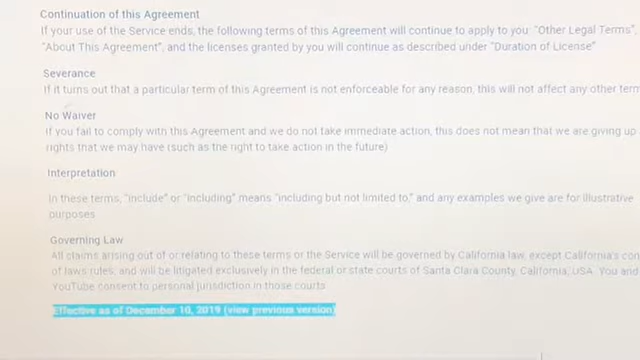 Continuation of this Agreement
If your use of the Service ends, the following terms of this Agreement will continue to apply to you: "Other Legal Terms",
"About This Agreement", and the licenses granted by you will continue as described under "Duration of License"
Severance
If it turns out that a particular term of this Agreement is not enforceable for any reason, this will not affect any other term
No Waiver
If you fail to comply with this Agreement and we do not take immediate action, this does not mean that we are giving up
rights that we may have (such as the right to take action in the future)
Interpretation
In these terms, "include" or "including" means "including but not limited to," and any examples we give are for illustrative
purposes
Governing Law
All claims arising out of or relating to these terms or the Service will be governed by California law, except California's
of laws rules, and will be litigated exclusively in the federal or state courts of Santa Clara County, California, USA. You and
YouTube consent to personal jurisdiction in those courts
Effective as of December 10, 2019 (view previous version)